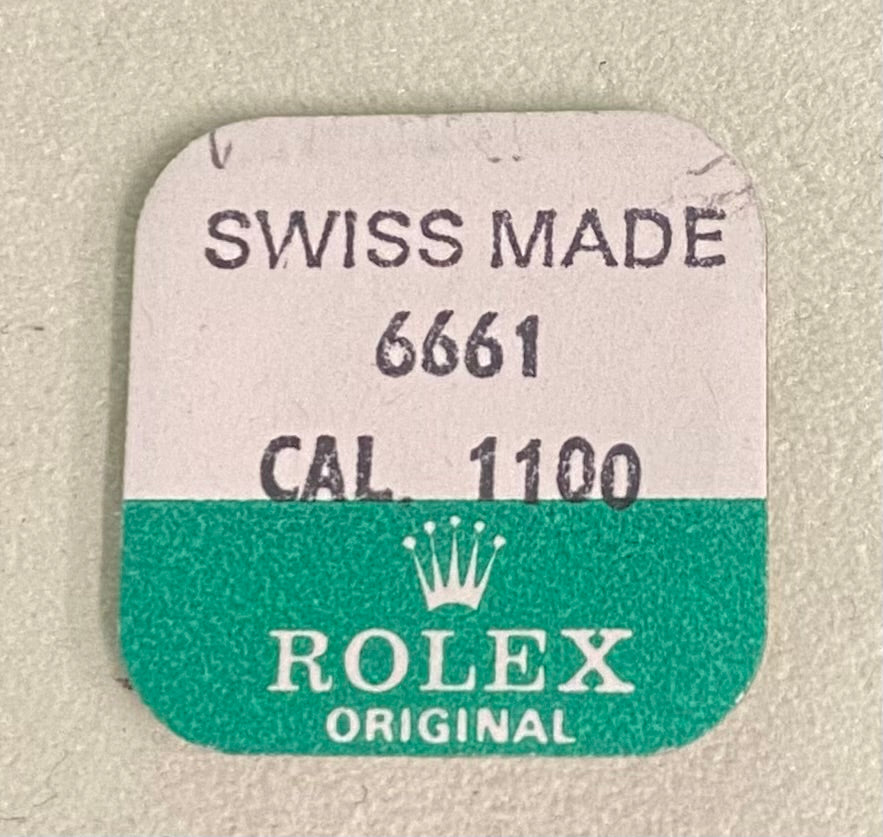 SWISS MADE
6661
CAL. 1100
ROLEX
ORIGINAL